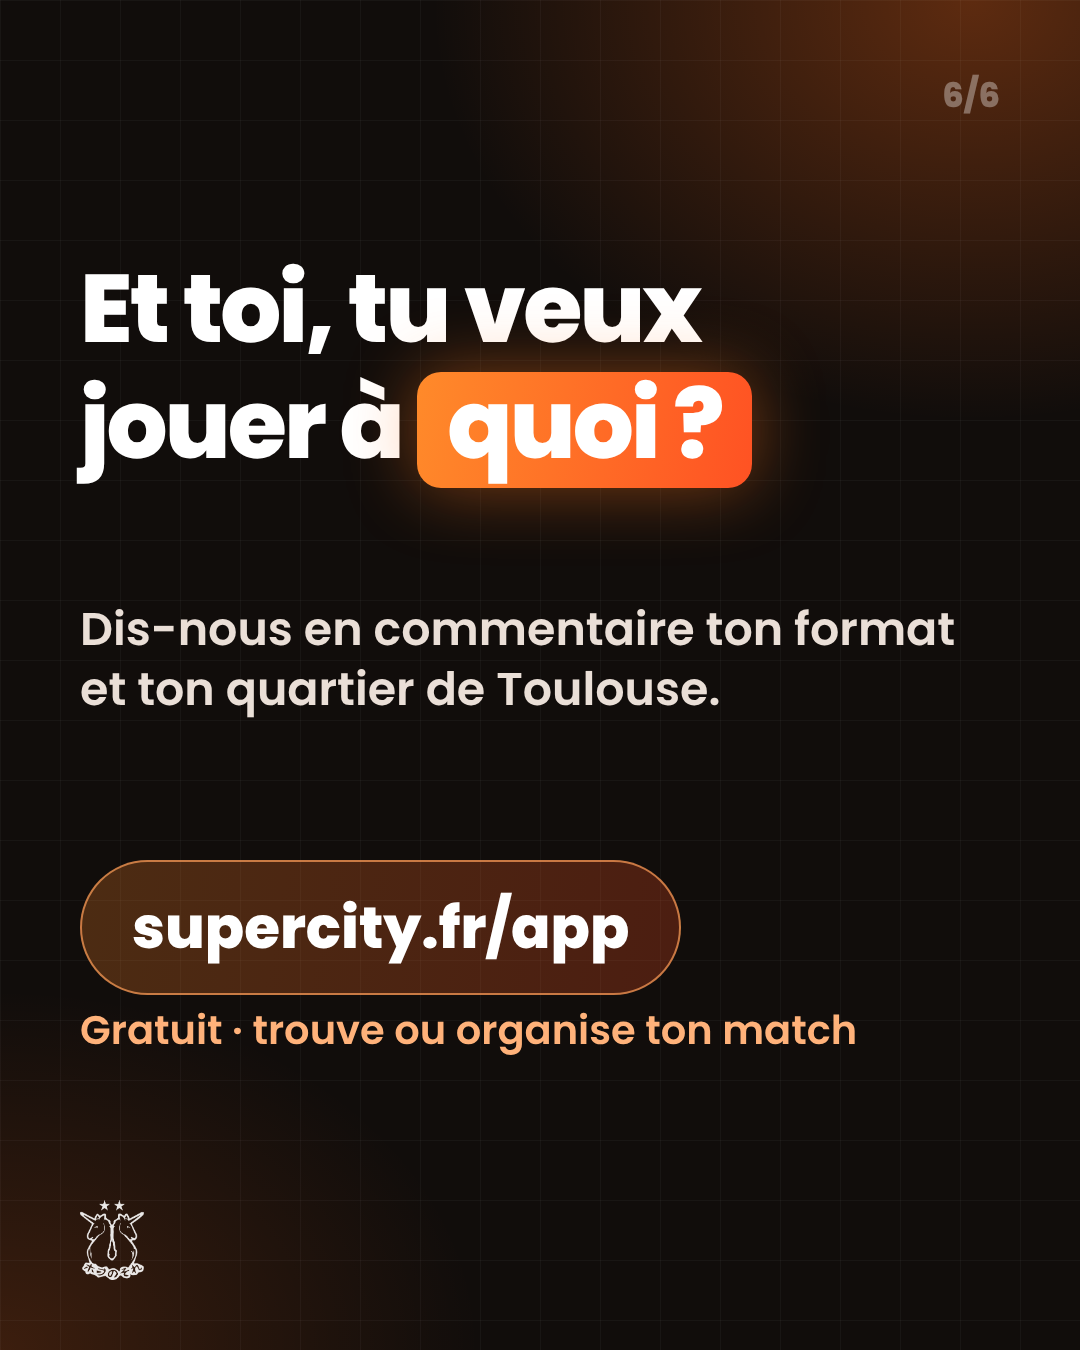 6/6
Et toi, tu veux
jouer à quoi ?
Dis-nous en commentaire ton format
et ton quartier de Toulouse.
supercity.fr/app
Gratuit · trouve ou organise ton match